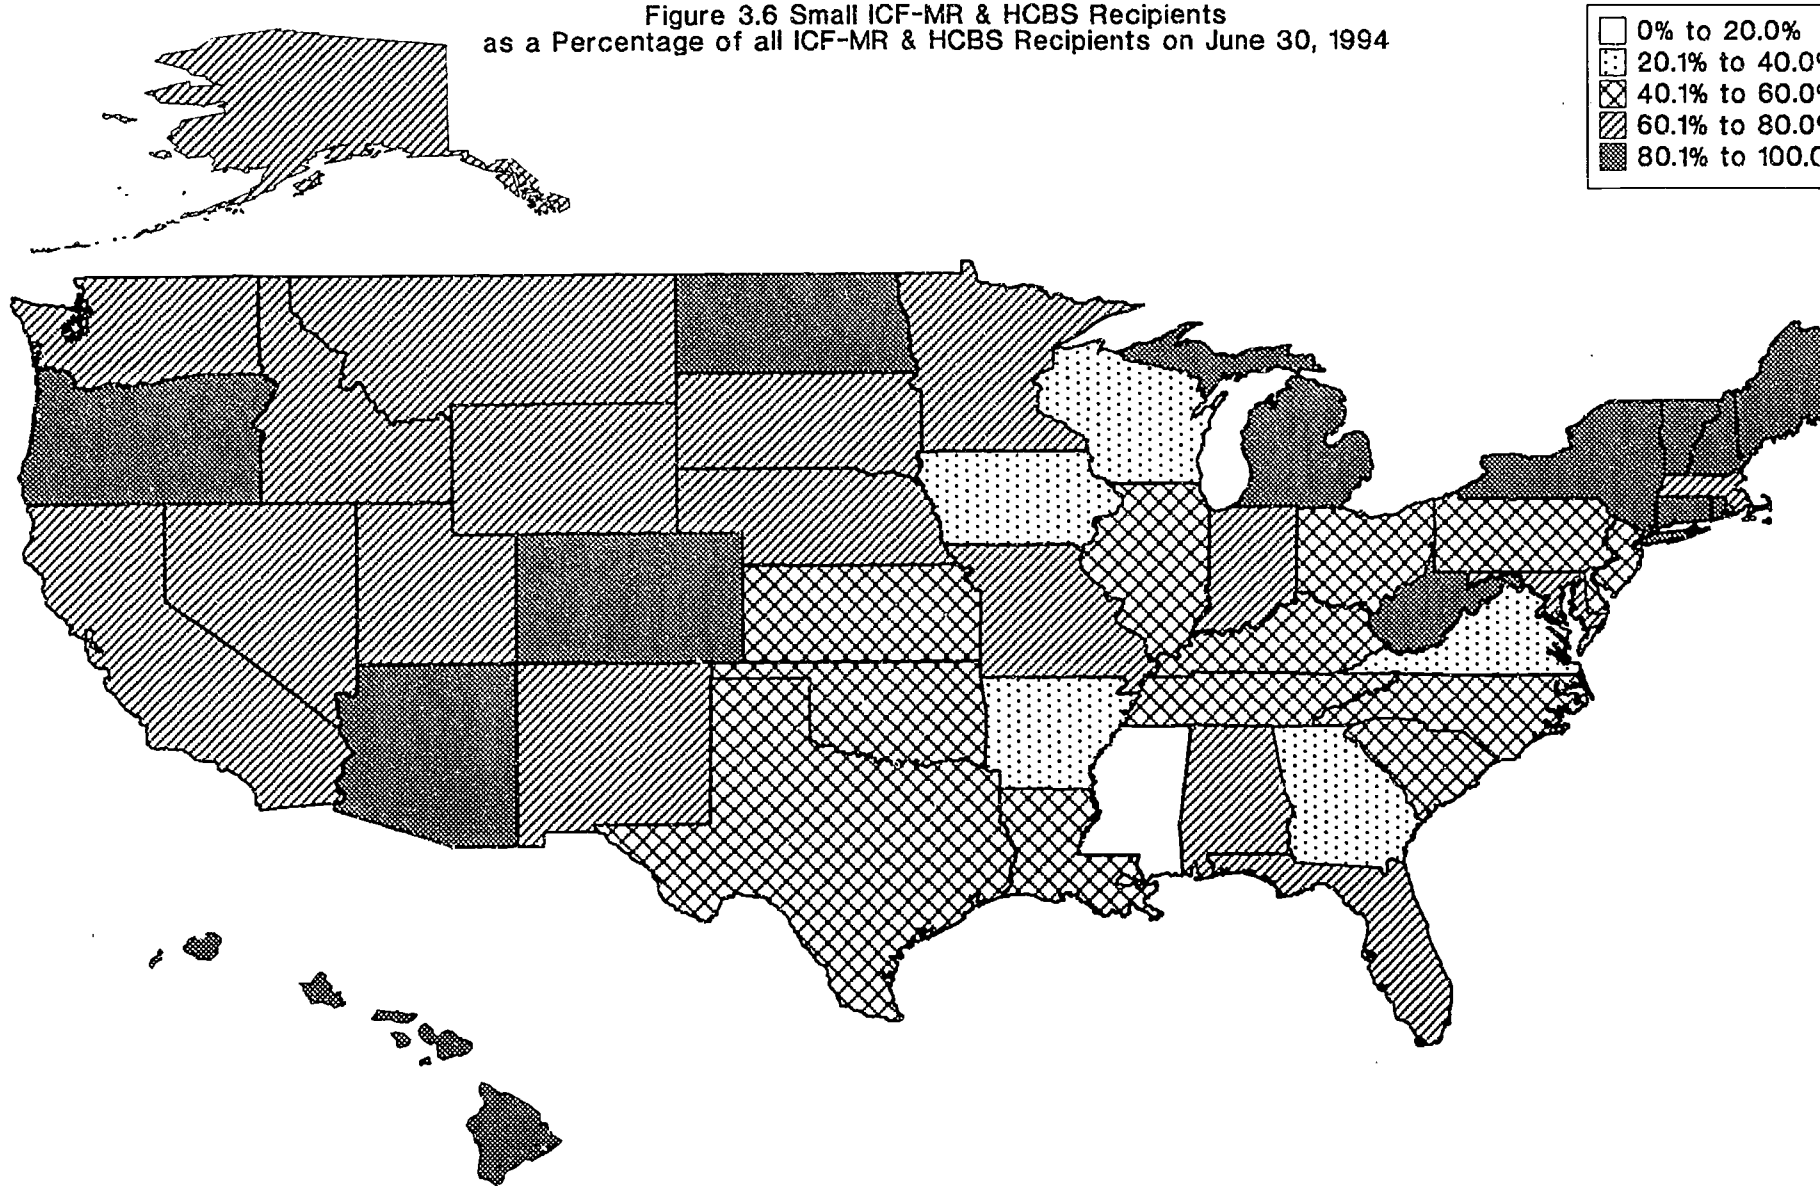 Figure 3.6 Small ICF-MR & HCBS Recipients
as a Percentage of all ICF-MR & HCBS Recipients on June 30, 1994
0% to 20.0%
20.1% to 40.0%
40.1% to 60.0%
60.1% to 80.0%
80.1% to 100.0